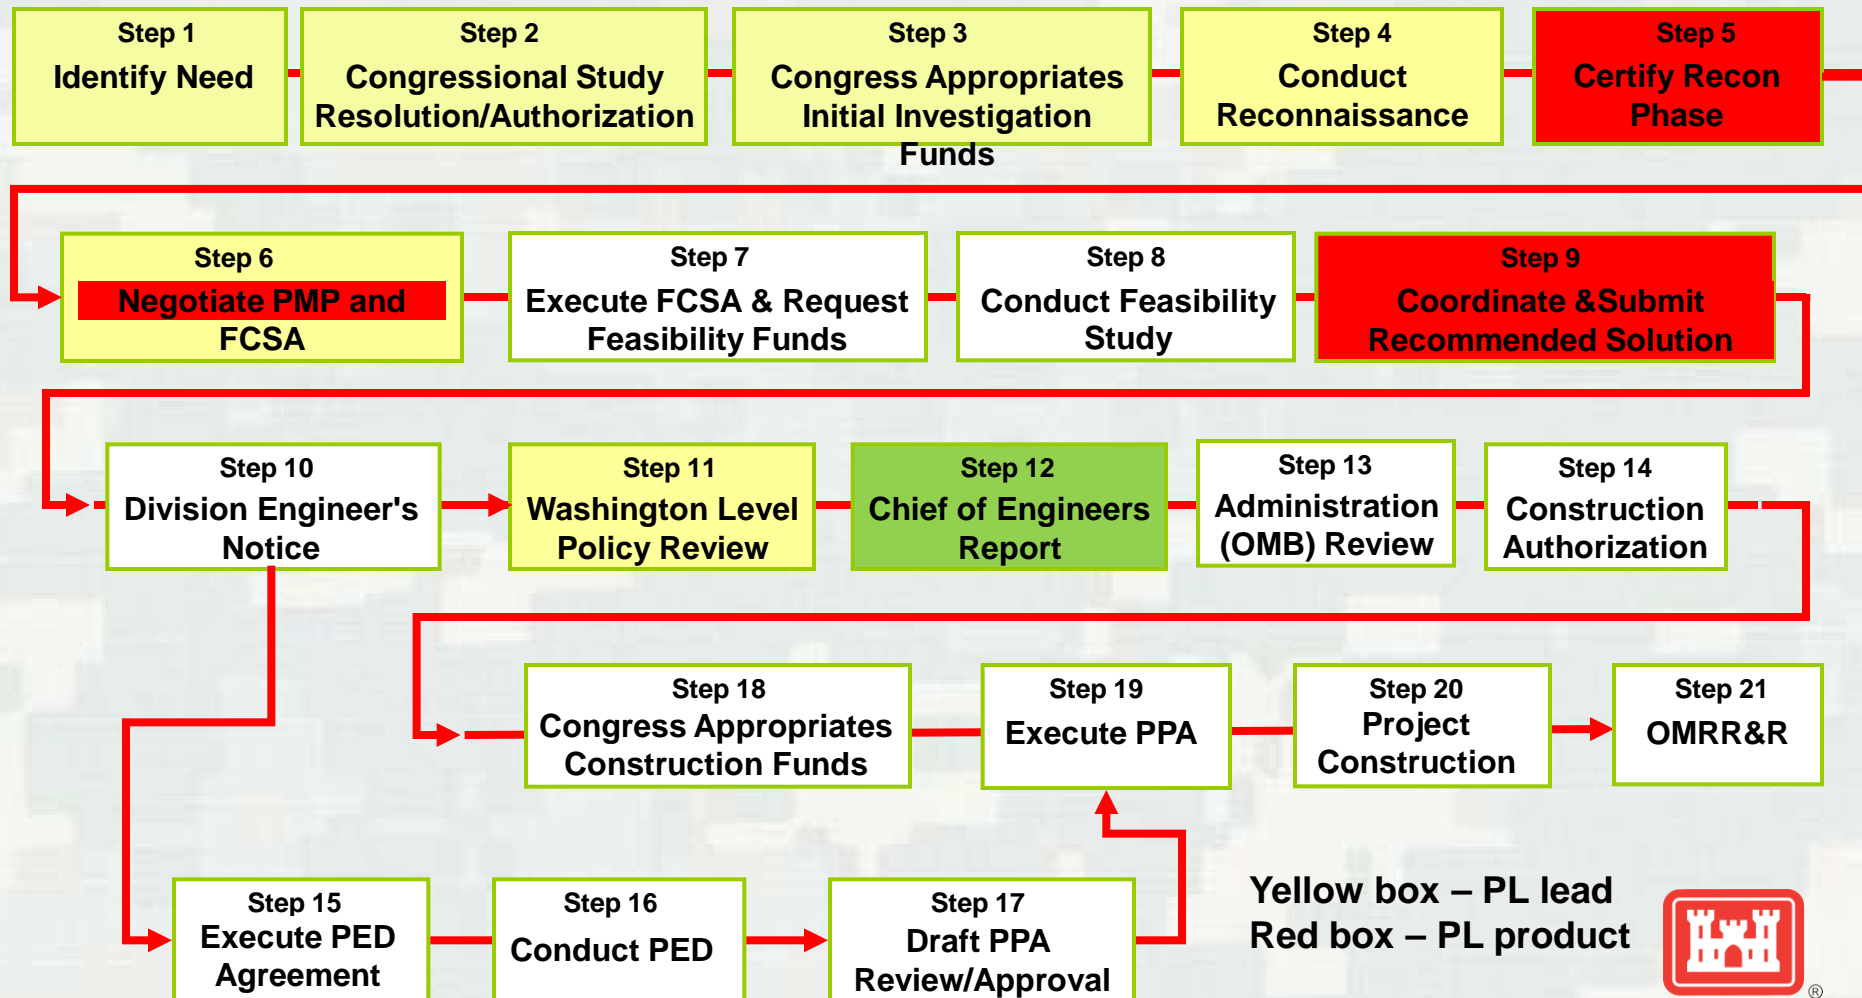 Step 1
Identify Need
Step 2
Congressional Study
Resolution/Authorization
Step 3
Congress Appropriates
Initial Investigation
Funds
Step 4
Conduct
Reconnaissance
Step 5
Certify Recon
Phase
Step 6
Negotiate PMP and
FCSA
Step 7
Execute FCSA & Request
Feasibility Funds
Step 8
Conduct Feasibility
Study
Step 9
Coordinate &Submit
Recommended Solution
Step 10
Division Engineer's
Notice
Step 11
Washington Level
Policy Review
Step 12
Chief of Engineers
Report
Step 13
Administration
(OMB) Review
Step 14
Construction
Authorization
Step 18
Congress Appropriates
Construction Funds
Step 19
Execute PPA
Step 20
Project
Construction
Step 21
OMRR&R
Step 15
Execute PED
Agreement
Step 16
Conduct PED
Step 17
Draft PPA
Review/Approval
Yellow box – PL lead
Red box – PL product
®